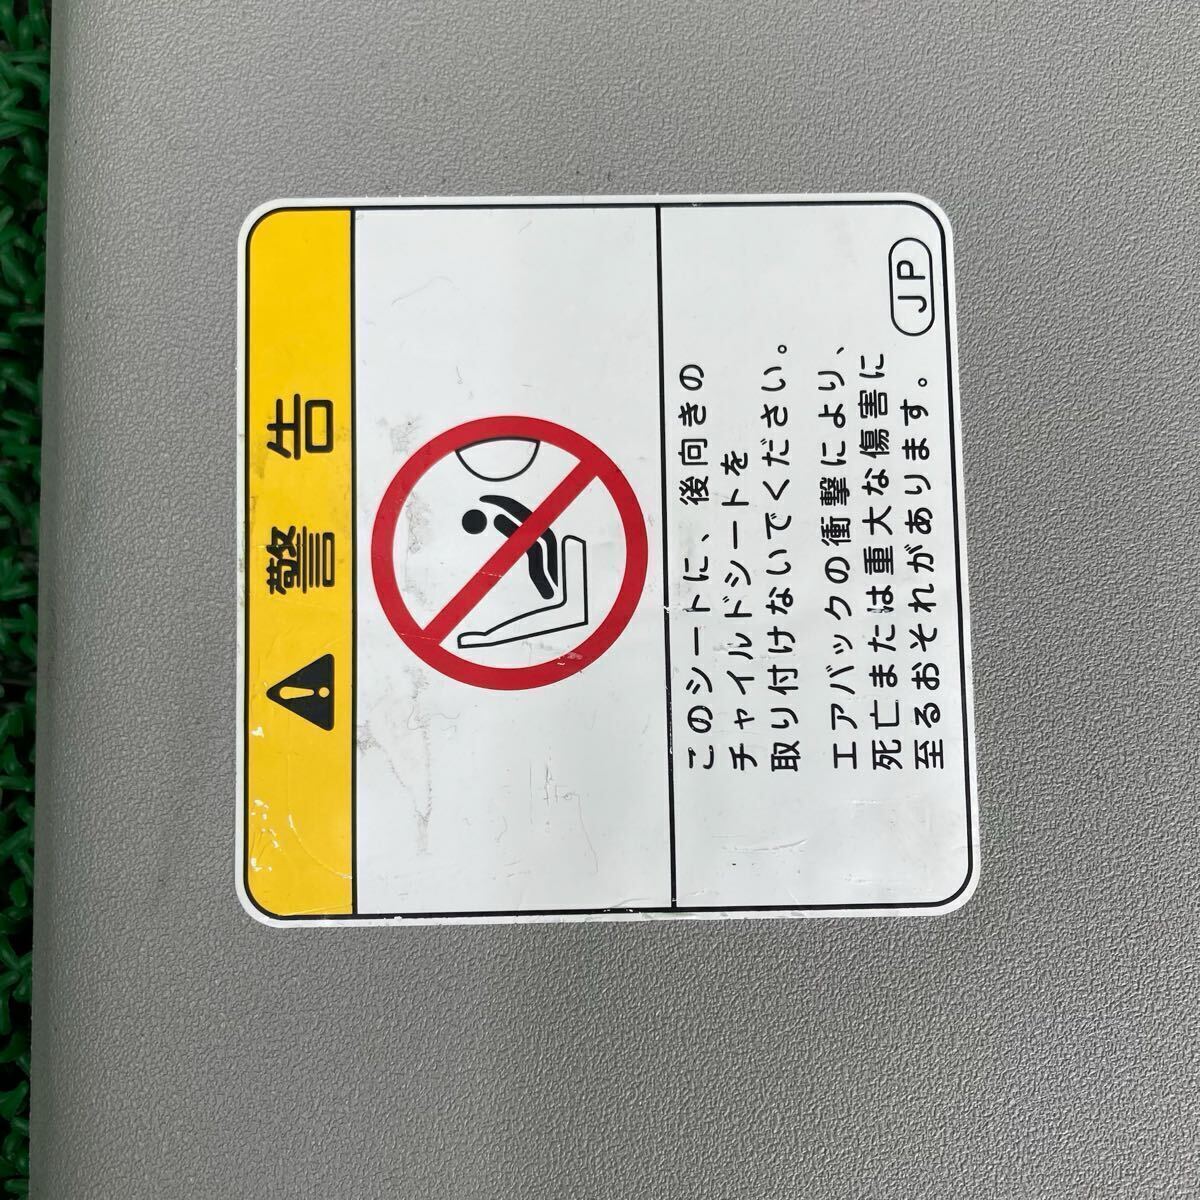 警告
このシートに、後向きの
チャイルドシートを
取り付けないでください。
エアバックの衝撃により、
死亡または重大な傷害に
至るおそれがあります。
JP